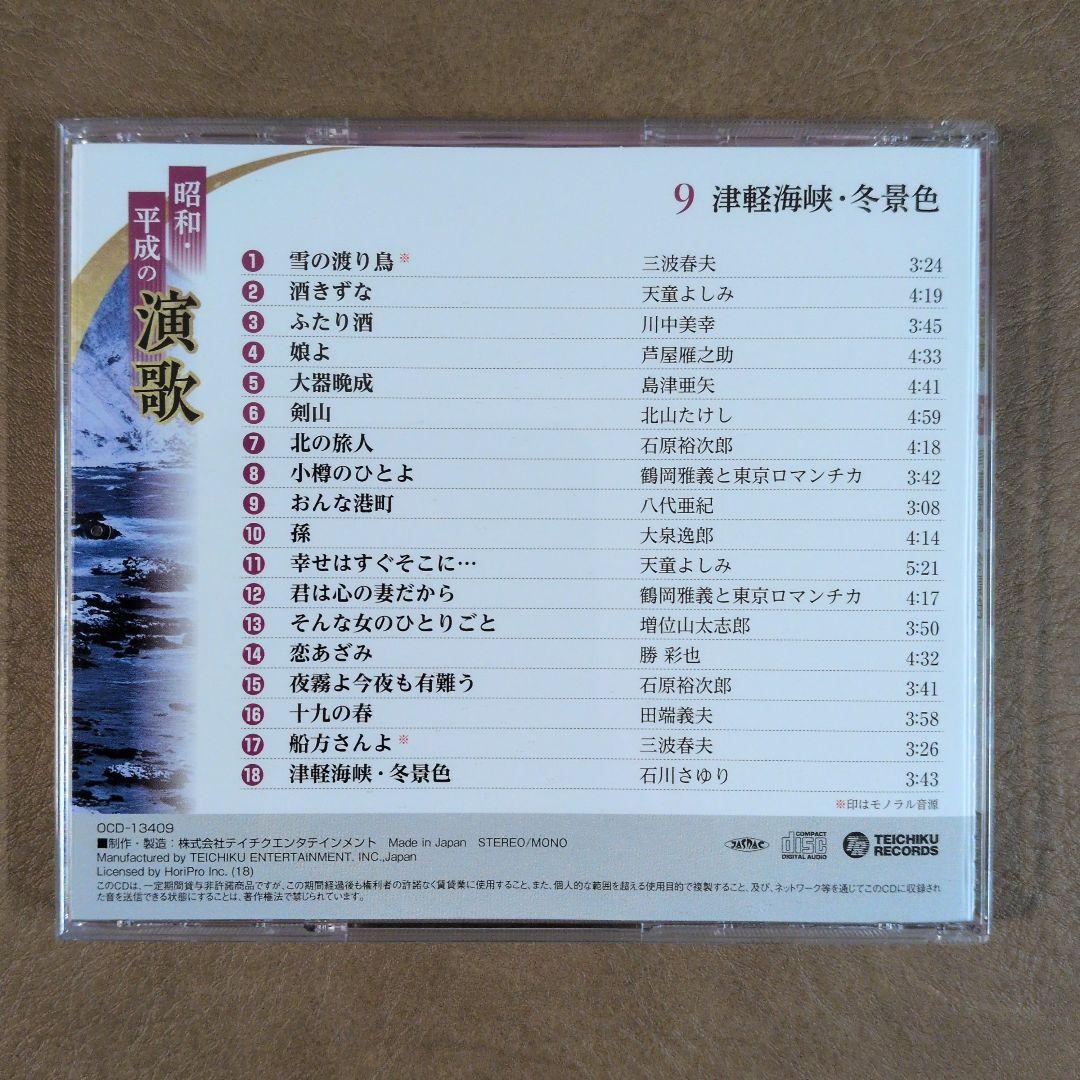 昭和・
平成の
演歌
9 津軽海峡・冬景色
1 雪の渡り鳥※ 三波春夫 3:24
2 酒きずな 天童よしみ 4:19
3 ふたり酒 川中美幸 3:45
4 娘よ 芦屋雁之助 4:33
5 大器晩成 島津亜矢 4:41
6 剣山 北山たけし 4:59
7 北の旅人 石原裕次郎 4:18
8 小樽のひとよ 鶴岡雅義と東京ロマンチカ 3:42
9 おんな港町 八代亜紀 3:08
10 孫 大泉逸郎 4:14
11 幸せはすぐそこに… 天童よしみ 5:21
12 君は心の妻だから 鶴岡雅義と東京ロマンチカ 4:17
13 そんな女のひとりごと 増位山太志郎 3:50
14 恋あざみ 勝 彩也 4:32
15 夜霧よ今夜も有難う 石原裕次郎 3:41
16 十九の春 田端義夫 3:58
17 船方さんよ※ 三波春夫 3:26
18 津軽海峡・冬景色 石川さゆり 3:43
※印はモノラル音源
OCD-13409
■制作・製造：株式会社テイチクエンタテインメント Made in Japan STEREO/MONO
Manufactured by TEICHIKU ENTERTAINMENT. INC.,Japan
Licensed by HoriPro Inc. (18)
JASRAC
COMPACT disc DIGITAL AUDIO
TEICHIKU RECORDS
このCDは、一定期間貸与非許諾商品ですが、この期間経過後も権利者の許諾なく賃貸業に使用すること、また、個人的な範囲を超える使用目的で複製すること、及び、ネットワーク等を通じてこのCDに収録され
た音を送信できる状態にすることは、著作権法で禁じられています。